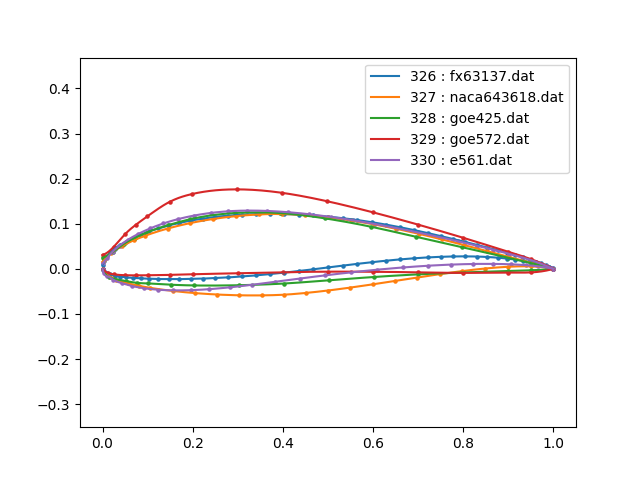 0.4
0.3
0.2
0.1
0.0
−0.1
−0.2
−0.3
0.0 0.2 0.4 0.6 0.8 1.0
326 : fx63137.dat
327 : naca643618.dat
328 : goe425.dat
329 : goe572.dat
330 : e561.dat